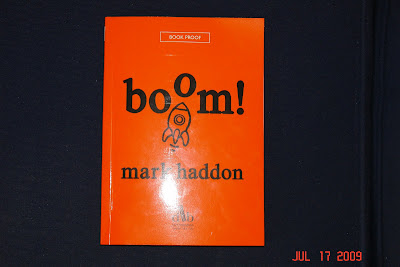 BOOK PROOF
boom!
mark haddon
JUL 17 2009